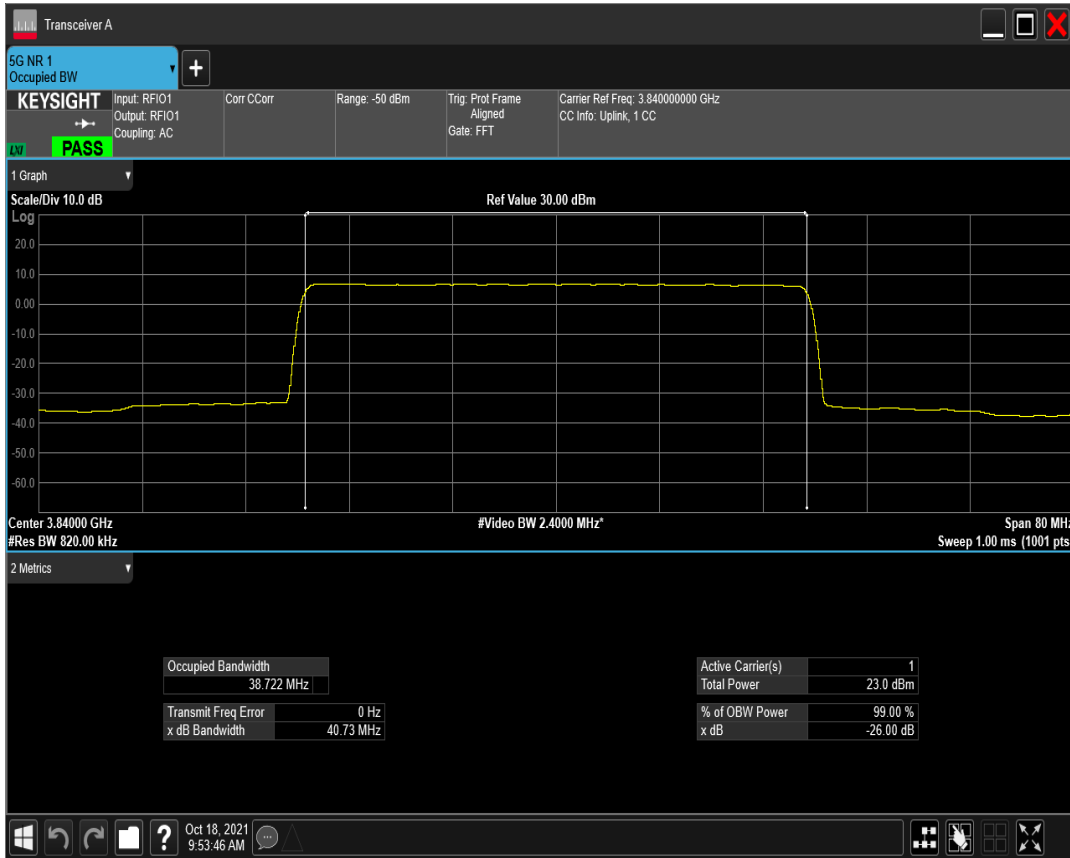 Transceiver A
5G NR 1
Occupied BW
+
KEYSIGHT
LXI
PASS
Input: RFIO1
Output: RFIO1
Coupling: AC
Corr CCorr
Range: -50 dBm
Trig: Prot Frame
Aligned
Gate: FFT
Carrier Ref Freq: 3.840000000 GHz
CC Info: Uplink, 1 CC
1 Graph
Scale/Div 10.0 dB
Ref Value 30.00 dBm
Log
20.0
10.0
0.00
-10.0
-20.0
-30.0
-40.0
-50.0
-60.0
Center 3.84000 GHz
#Video BW 2.4000 MHz*
Span 80 MHz
#Res BW 820.00 kHz
Sweep 1.00 ms (1001 pts
2 Metrics
Occupied Bandwidth
38.722 MHz
Transmit Freq Error 0 Hz
x dB Bandwidth 40.73 MHz
Active Carrier(s) 1
Total Power 23.0 dBm
% of OBW Power 99.00 %
x dB -26.00 dB
?
Oct 18, 2021
9:53:46 AM